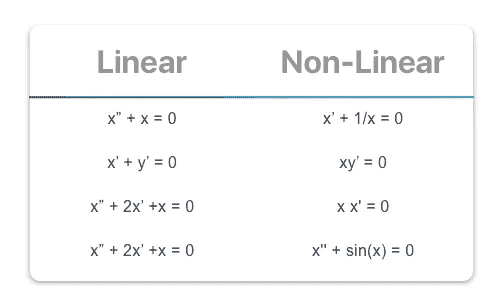 Linear Non-Linear
x” + x = 0 x’ + 1/x = 0
x’ + y’ = 0 xy’ = 0
x” + 2x’ +x = 0 x x' = 0
x” + 2x’ +x = 0 x'' + sin(x) = 0